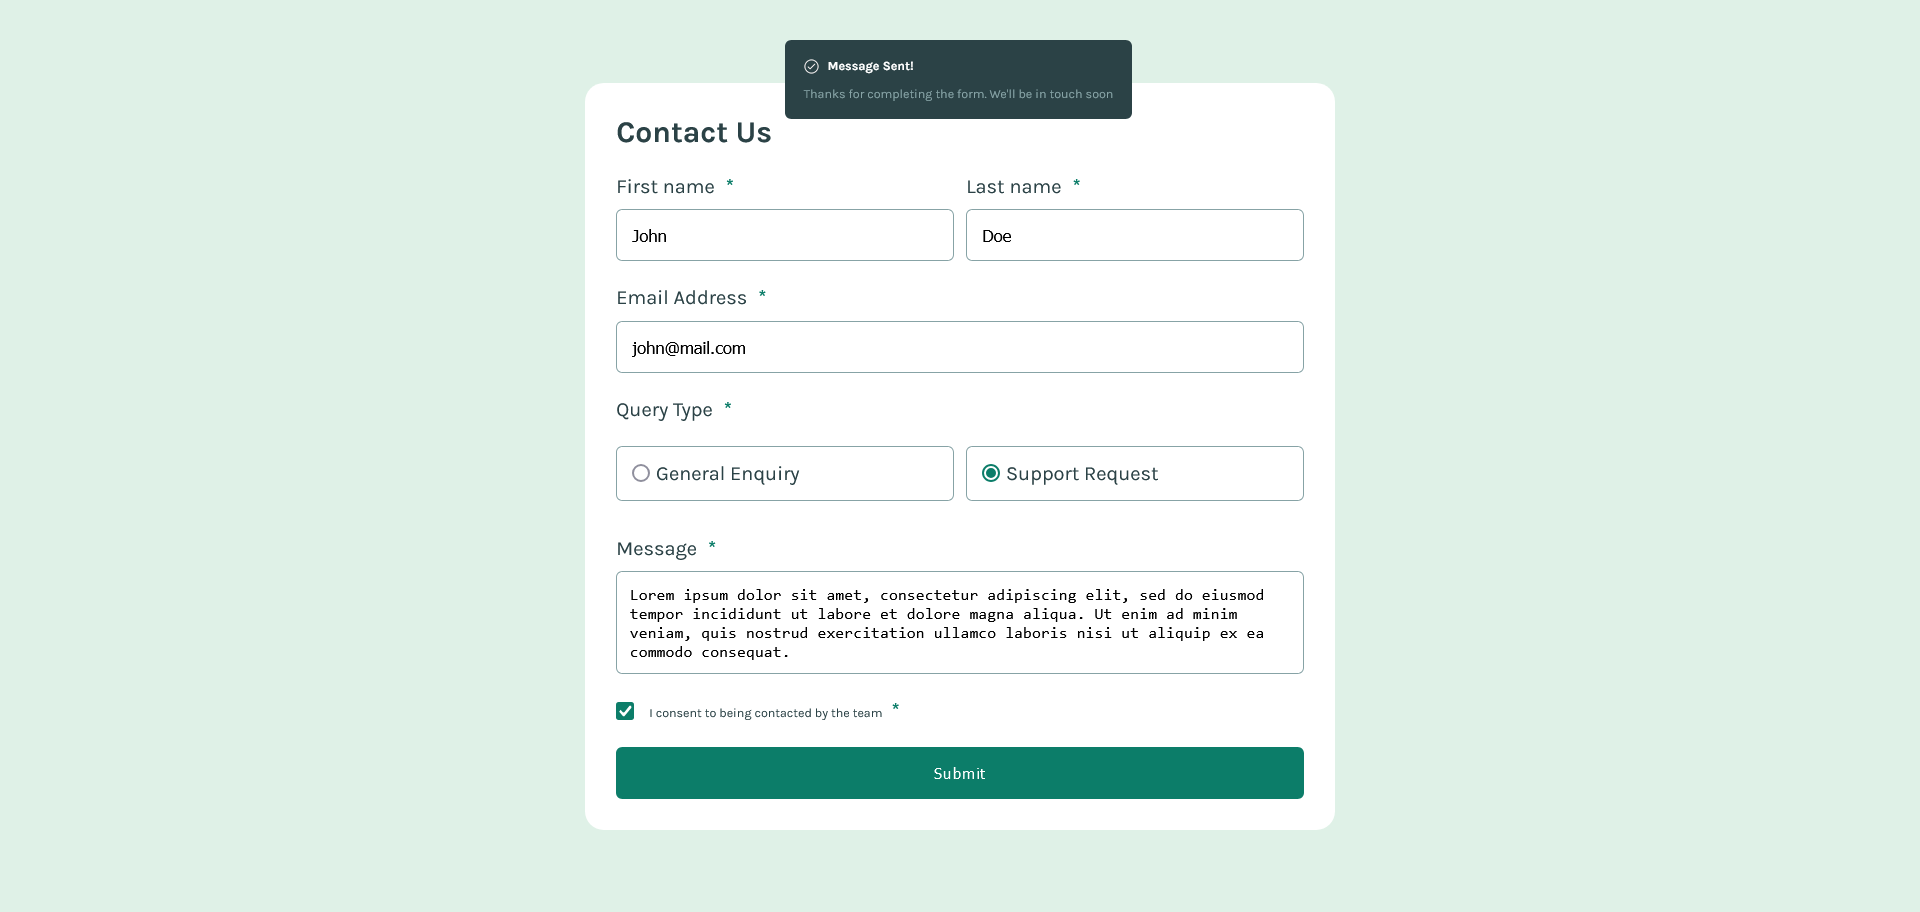 Message Sent!
Thanks for completing the form. We'll be in touch soon
Contact Us
First name *
Last name *
John
Doe
Email Address *
john@mail.com
Query Type *
General Enquiry
Support Request
Message *
Lorem ipsum dolor sit amet, consectetur adipiscing elit, sed do eiusmod
tempor incididunt ut labore et dolore magna aliqua. Ut enim ad minim
veniam, quis nostrud exercitation ullamco laboris nisi ut aliquip ex ea
commodo consequat.
I consent to being contacted by the team *
Submit